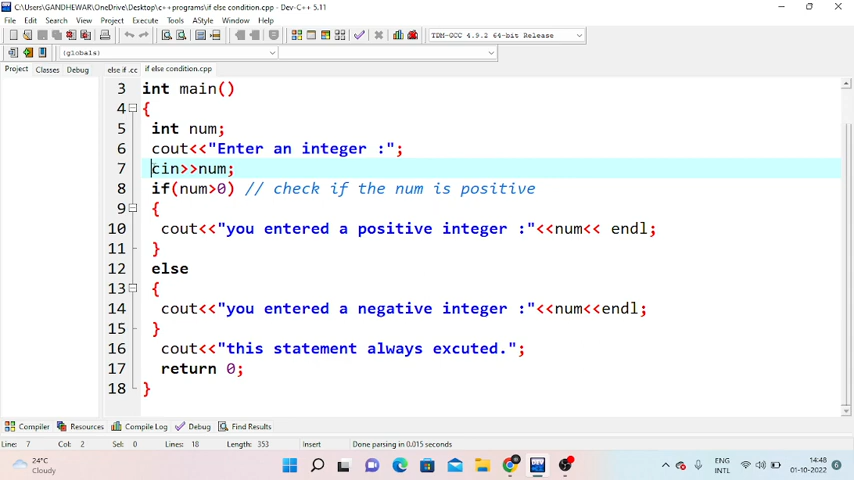 C:\Users\GANDHEWAR\OneDrive\Desktop\c++programs\if else condition.cpp - Dev-C++ 5.11
File Edit Search View Project Execute Tools AStyle Window Help
TDM-GCC 4.9.2 64-bit Release
(globals)
Project Classes Debug else if .cc if else condition.cpp
3 int main()
4 {
5 int num;
6 cout<<"Enter an integer :";
7 cin>>num;
8 if(num>0) // check if the num is positive
9 {
10 cout<<"you entered a positive integer :"<<num<< endl;
11 }
12 else
13 {
14 cout<<"you entered a negative integer :"<<num<<endl;
15 }
16 cout<<"this statement always excuted.";
17 return 0;
18 }
Compiler Resources Compile Log Debug Find Results
Line: 7 Col: 2 Sel: 0 Lines: 18 Length: 353 Insert Done parsing in 0.015 seconds
24°C
Cloudy
DEV
ENG
INTL
14:48
01-10-2022
6